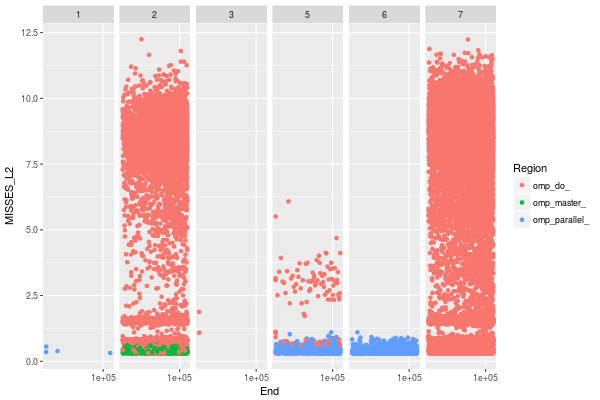 1 2 3 5 6 7
12.5
10.0
7.5
5.0
2.5
0.0
MISSES_L2
1e+05 1e+05 1e+05 1e+05 1e+05 1e+05
End
Region
omp_do_
omp_master_
omp_parallel_